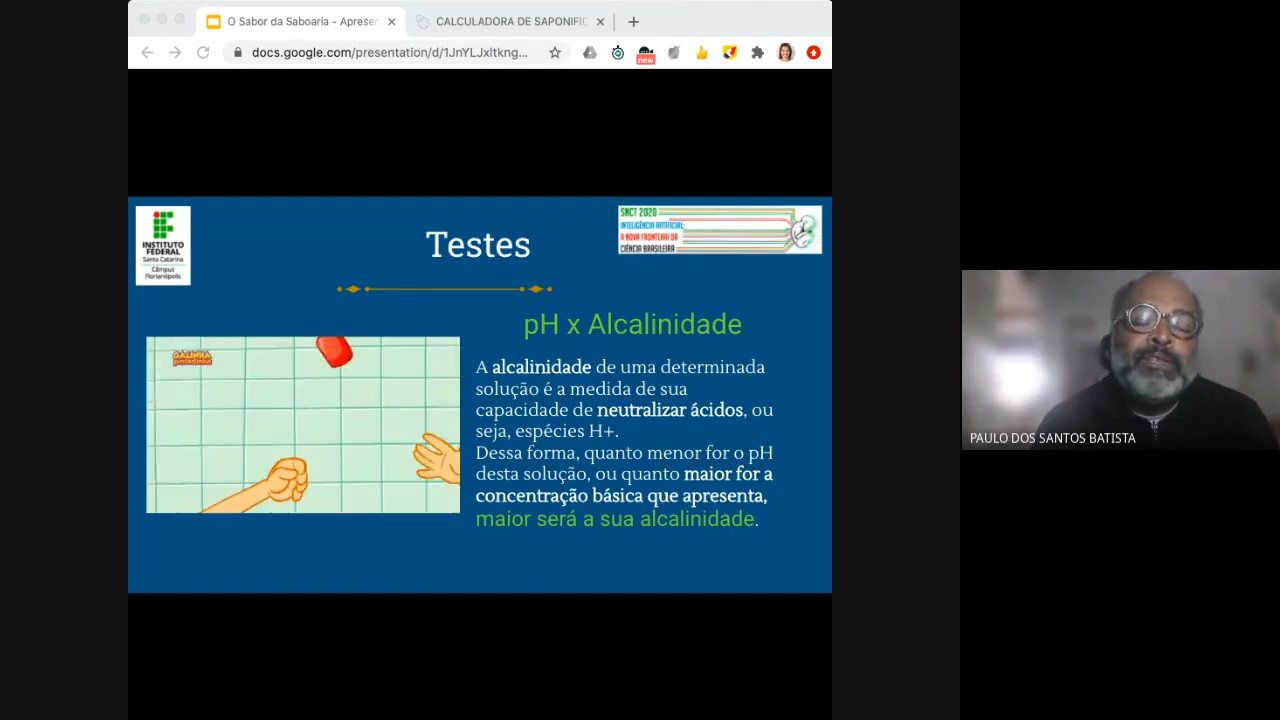 O Sabor da Saboaria - Apresen
CALCULADORA DE SAPONIFIC
docs.google.com/presentation/d/1JnYLJxltkng...
new
INSTITUTO
FEDERAL
Santa Catarina
Câmpus
Florianópolis
Testes
SNCT 2020
INTELIGÊNCIA ARTIFICIAL:
A NOVA FRONTEIRA DA
CIÊNCIA BRASILEIRA
GALINHA
Pintadinha
pH x Alcalinidade
A alcalinidade de uma determinada
solução é a medida de sua
capacidade de neutralizar ácidos, ou
seja, espécies H+.
Dessa forma, quanto menor for o pH
desta solução, ou quanto maior for a
concentração básica que apresenta,
maior será a sua alcalinidade.
PAULO DOS SANTOS BATISTA